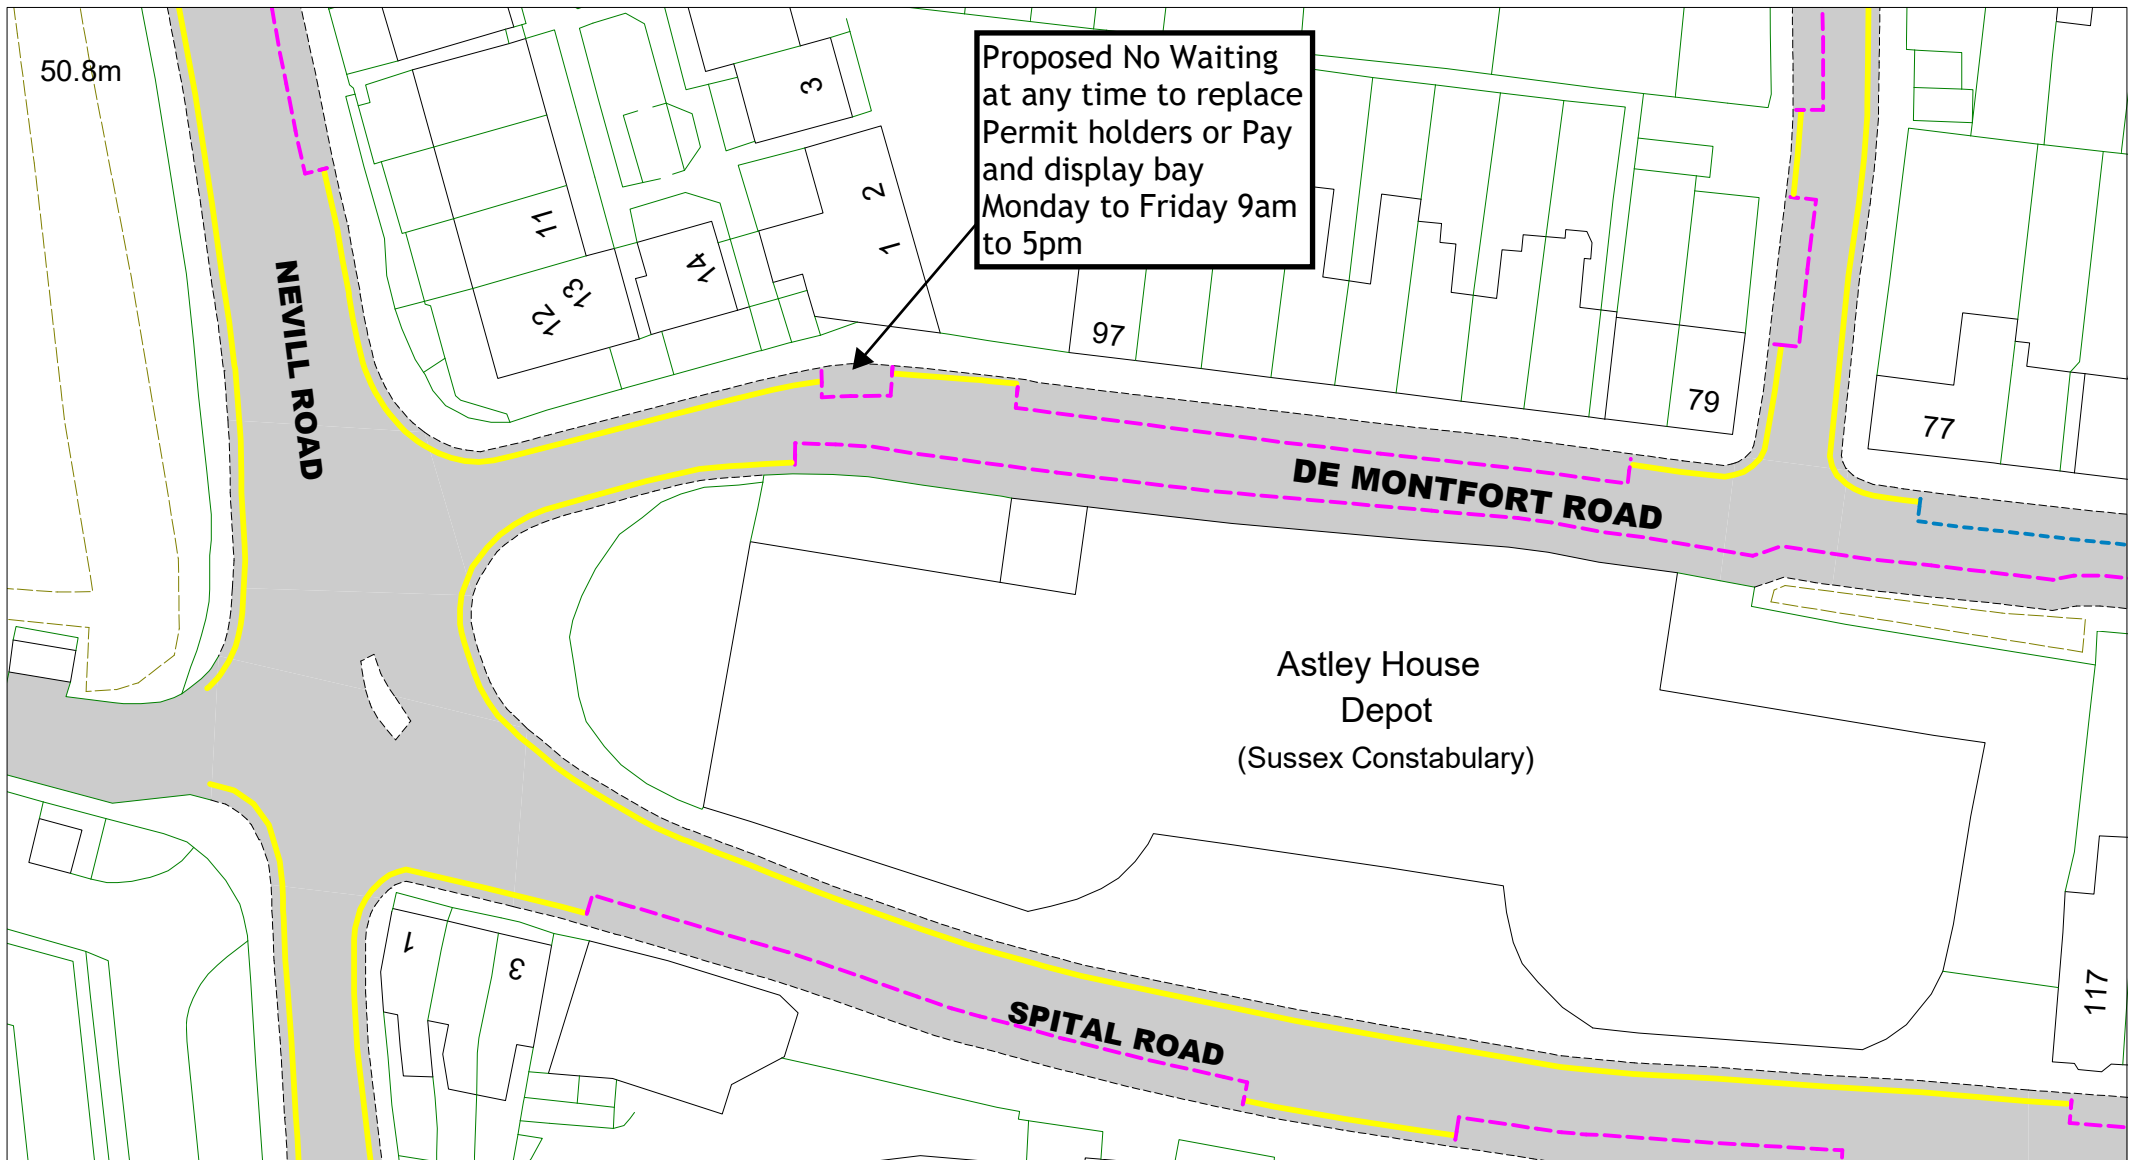 50.8m
Proposed No Waiting
at any time to replace
Permit holders or Pay
and display bay
Monday to Friday 9am
to 5pm
3
2
1
11
13
12
14
97
79
77
NEVILL ROAD
DE MONTFORT ROAD
Astley House
Depot
(Sussex Constabulary)
1
3
SPITAL ROAD
117